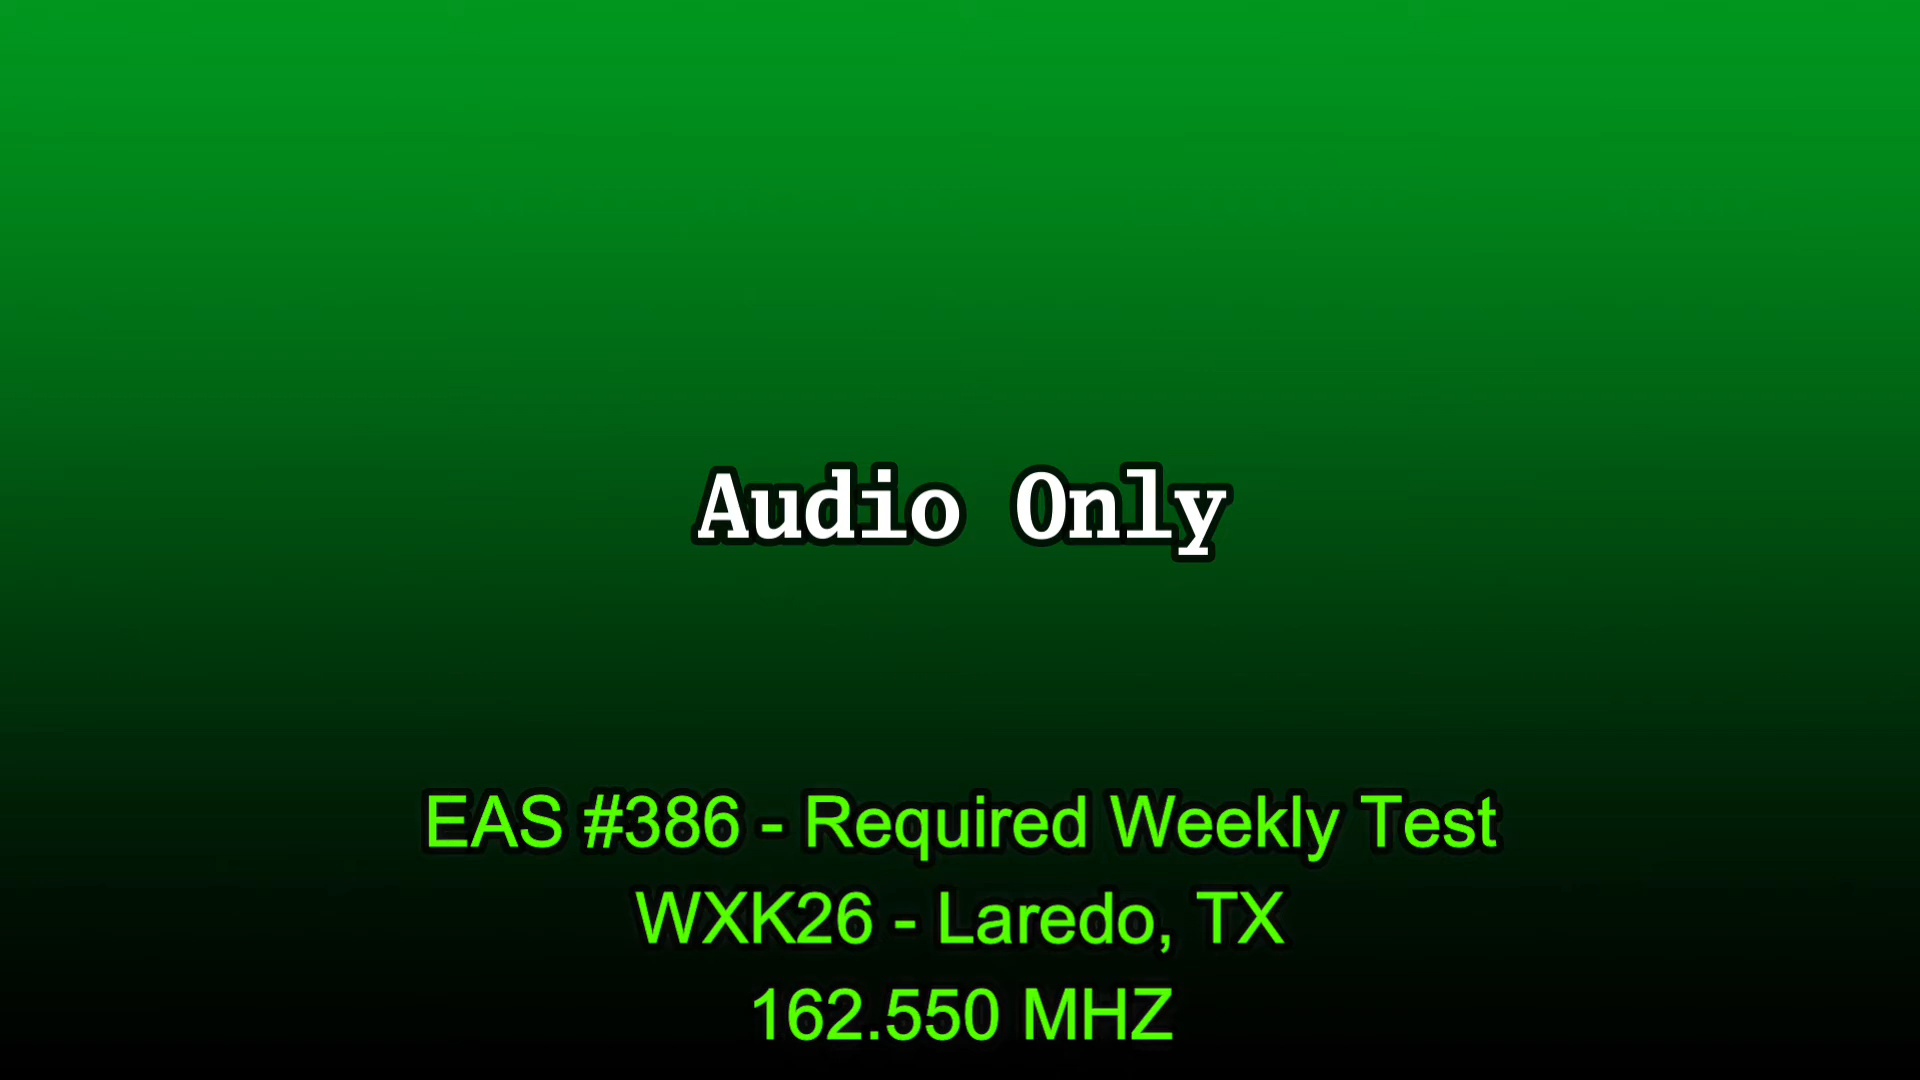 Audio Only
EAS #386 - Required Weekly Test
WXK26 - Laredo, TX
162.550 MHZ